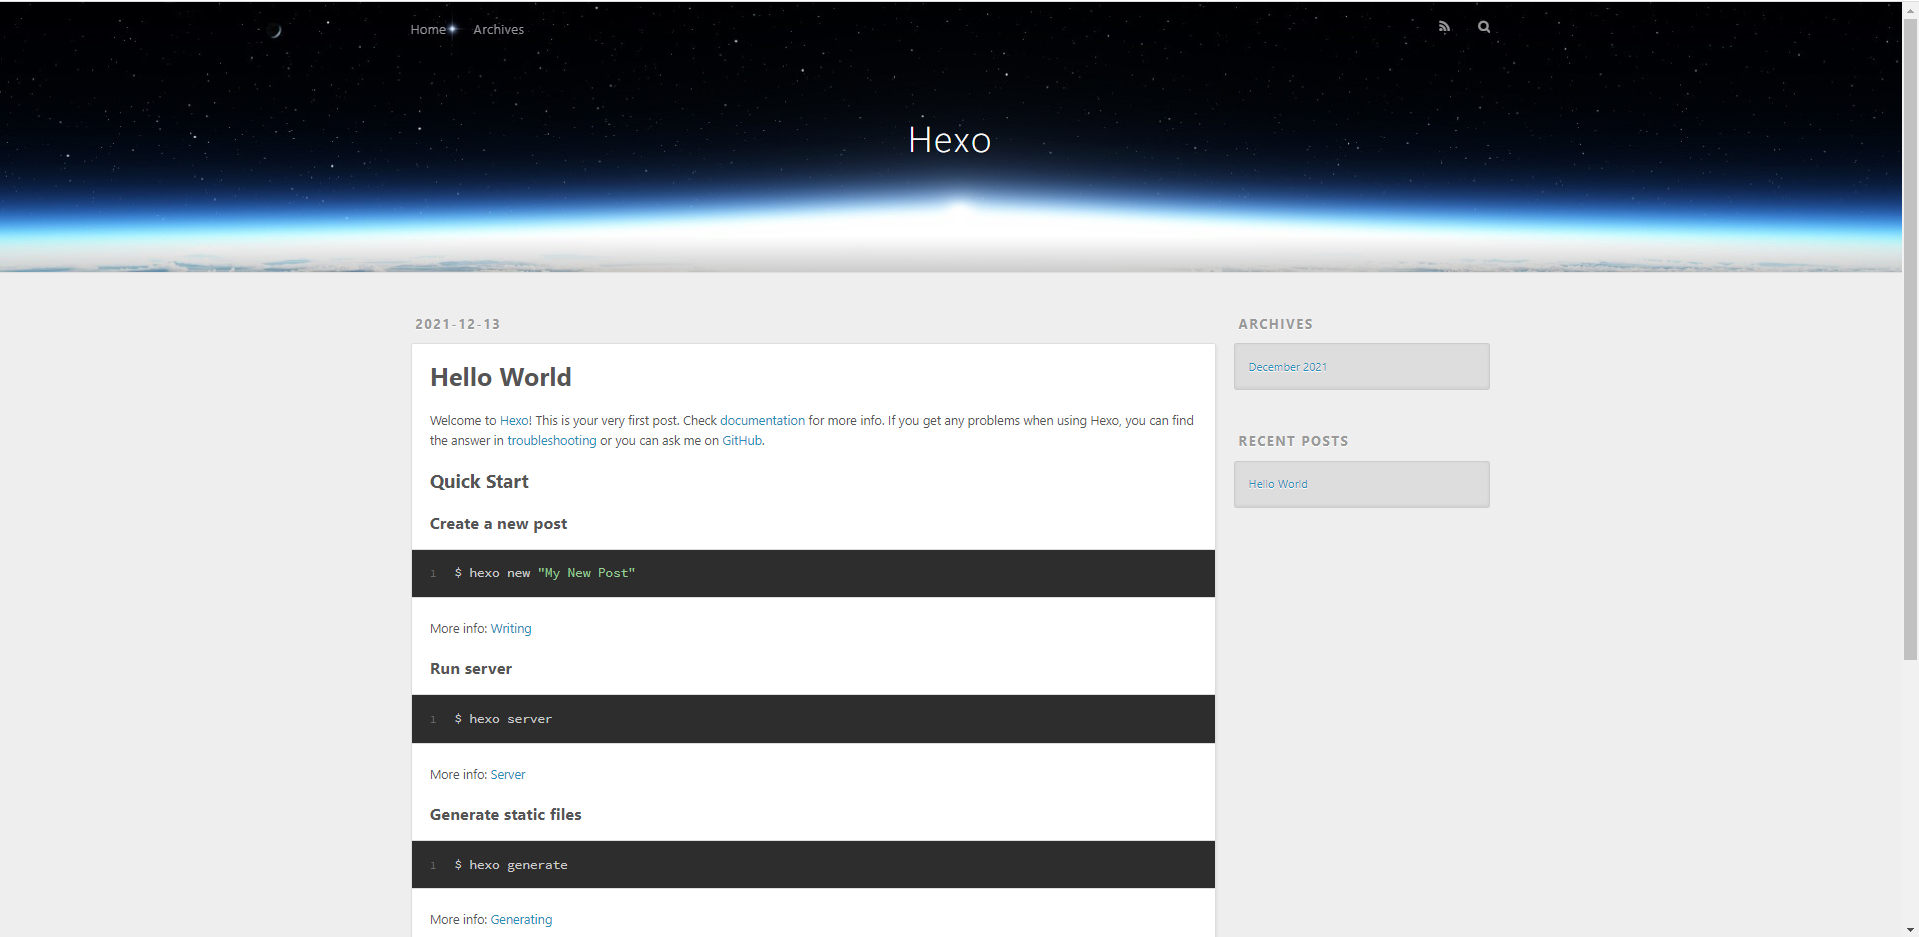 Home
Archives
Hexo
2021-12-13
Hello World
Welcome to Hexo! This is your very first post. Check documentation for more info. If you get any problems when using Hexo, you can find
the answer in troubleshooting or you can ask me on GitHub.
Quick Start
Create a new post
1 $ hexo new "My New Post"
More info: Writing
Run server
1 $ hexo server
More info: Server
Generate static files
1 $ hexo generate
More info: Generating
ARCHIVES
December 2021
RECENT POSTS
Hello World